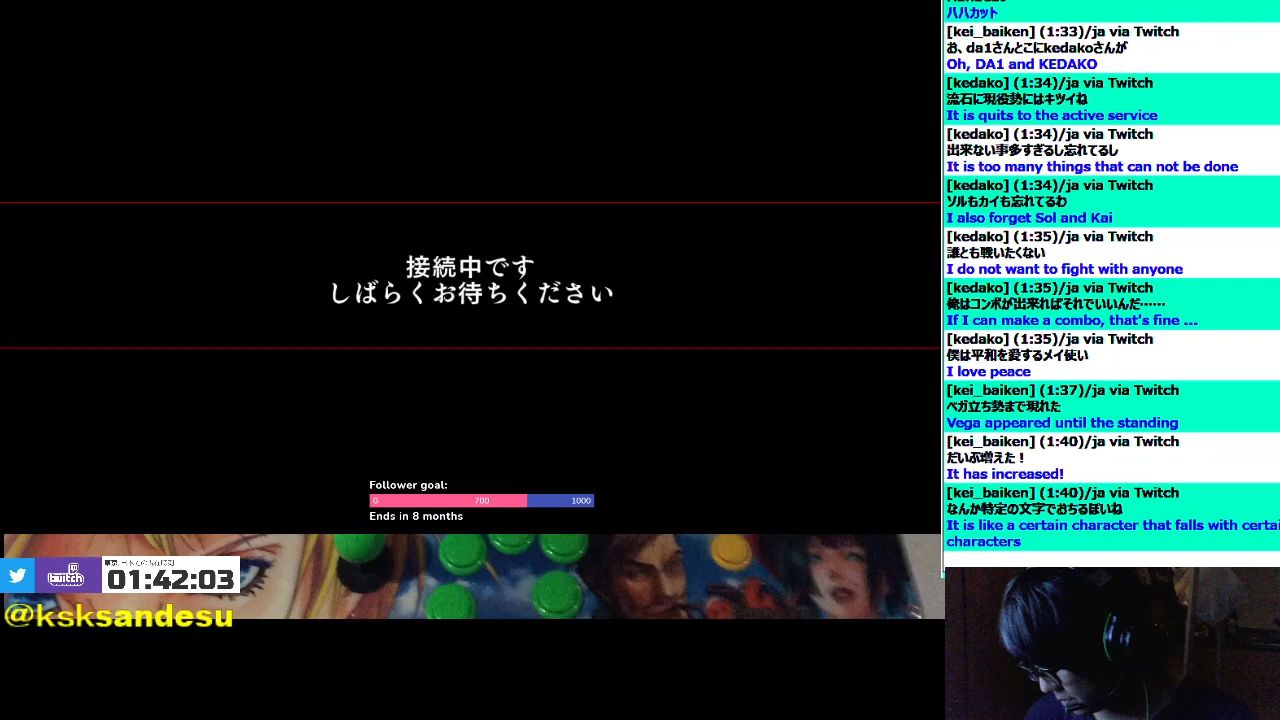 ハハカット
[kei_baiken] (1:33)/ja via Twitch
お、da1さんとこにkedakoさんが
Oh, DA1 and KEDAKO
[kedako] (1:34)/ja via Twitch
流石に現役勢にはキツイね
It is quits to the active service
[kedako] (1:34)/ja via Twitch
出来ない事多すぎるし忘れてるし
It is too many things that can not be done
[kedako] (1:34)/ja via Twitch
ソルもカイも忘れてるわ
I also forget Sol and Kai
[kedako] (1:35)/ja via Twitch
誰とも戦いたくない
I do not want to fight with anyone
[kedako] (1:35)/ja via Twitch
俺はコンボが出来ればそれでいいんだ……
If I can make a combo, that's fine ...
[kedako] (1:35)/ja via Twitch
僕は平和を愛するメイ使い
I love peace
[kei_baiken] (1:37)/ja via Twitch
ベガ立ち勢まで現れた
Vega appeared until the standing
[kei_baiken] (1:40)/ja via Twitch
だいぶ増えた！
It has increased!
[kei_baiken] (1:40)/ja via Twitch
なんか特定の文字でおちるぽいね
It is like a certain character that falls with certai
characters
接続中です
しばらくお待ちください
Follower goal:
0 700 1000
Ends in 8 months
twitch
01:42:03
@ksksandesu